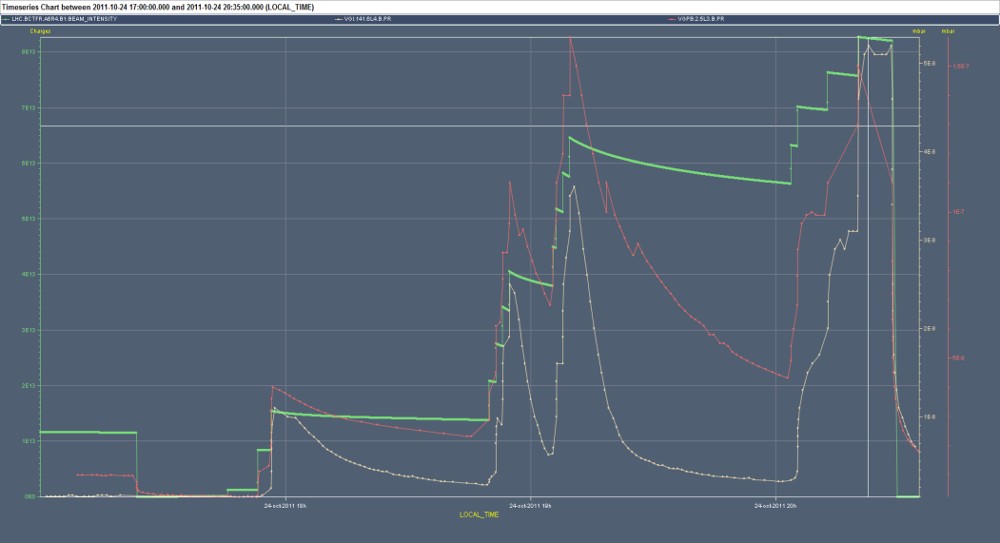 Timeseries Chart between 2011-10-24 17:00:00.000 and 2011-10-24 20:35:00.000 (LOCAL_TIME)
LHC.BCTFR.A6R4.B1:BEAM_INTENSITY VGI.141.6L4.B.PR VGPB.2.5L3.B.PR
Charges mbar mbar
8E13 5E-8 1.5E-7
7E13
4E-8
6E13
5E13 3E-8 1E-7
4E13
3E13 2E-8
5E-8
2E13
1E13 1E-8
0E0
24-oct-2011 18h 24-oct-2011 19h 24-oct-2011 20h
LOCAL_TIME